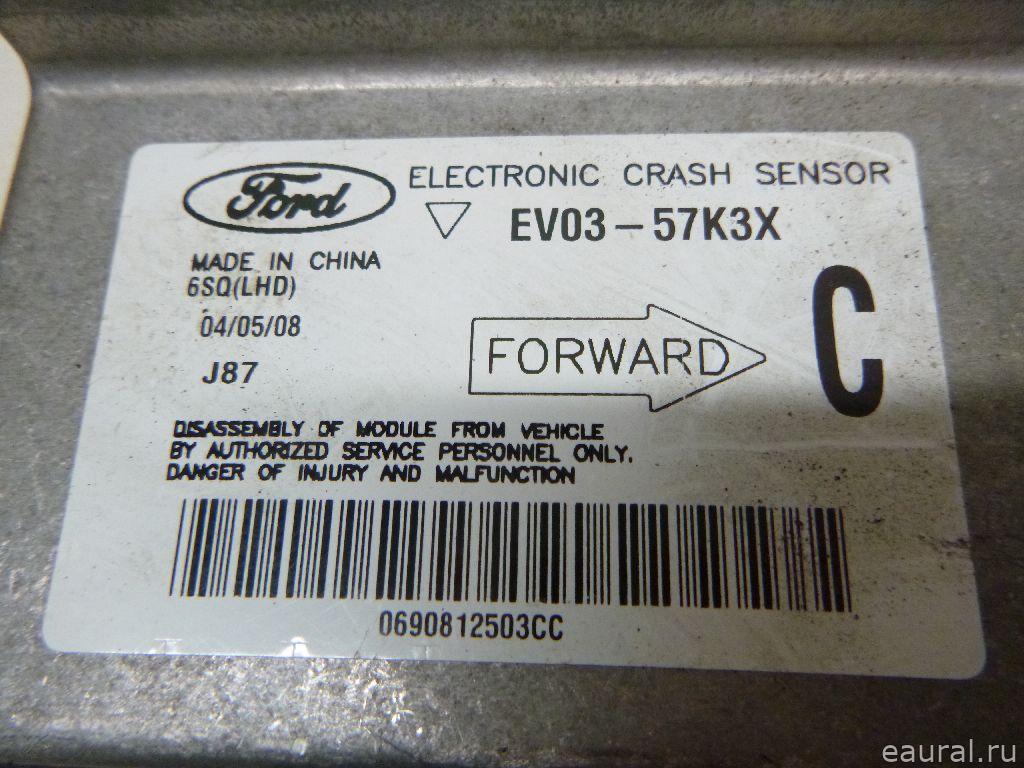 Ford
ELECTRONIC CRASH SENSOR
EV03-57K3X
MADE IN CHINA
6SQ(LHD)
04/05/08
J87
FORWARD
C
DISASSEMBLY OF MODULE FROM VEHICLE
BY AUTHORIZED SERVICE PERSONNEL ONLY.
DANGER OF INJURY AND MALFUNCTION
0690812503CC
eaural.ru